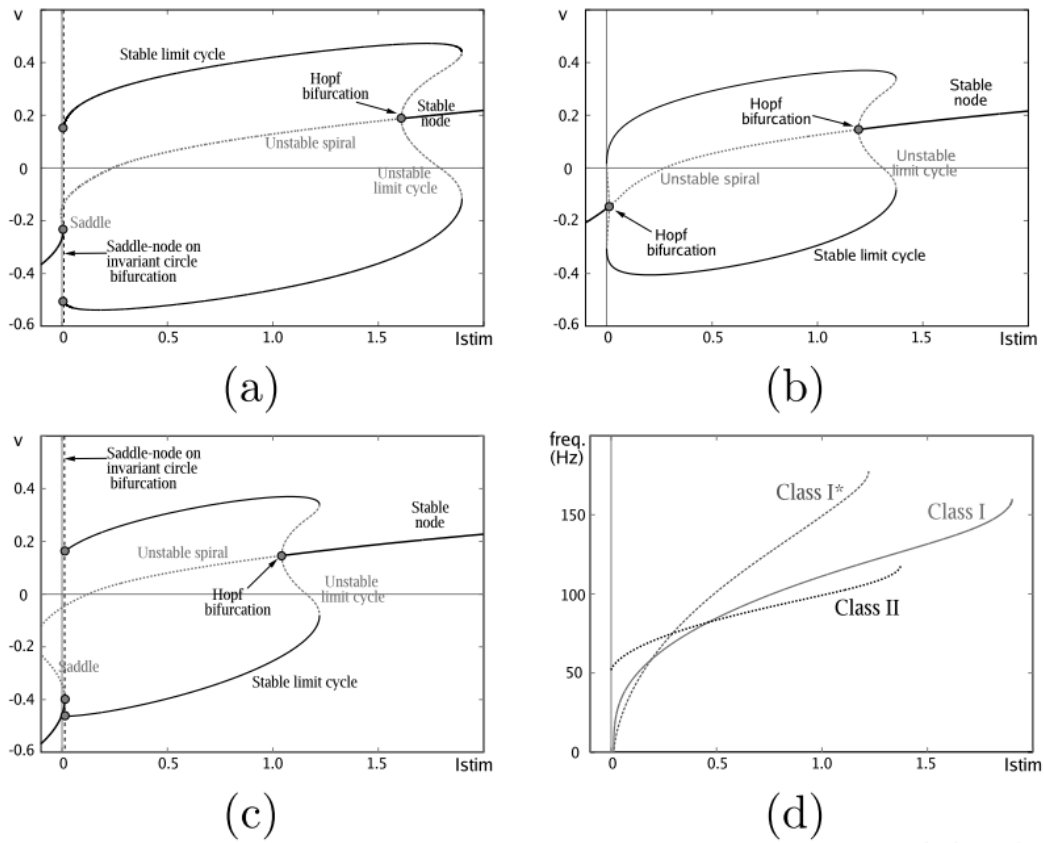 v
0.4
0.2
0
-0.2
-0.4
-0.6
0
0.5
1.0
1.5
Istim
Stable limit cycle
Hopf
bifurcation
Stable
node
Unstable spiral
Unstable
limit cycle
Saddle
Saddle-node on
invariant circle
bifurcation
(a)
v
0.4
0.2
0
-0.2
-0.4
-0.6
0
0.5
1.0
1.5
Istim
Hopf
bifurcation
Stable
node
Unstable spiral
Unstable
limit cycle
Hopf
bifurcation
Stable limit cycle
(b)
v
0.4
0.2
0
-0.2
-0.4
-0.6
0
0.5
1.0
1.5
Istim
Saddle-node on
invariant circle
bifurcation
Stable
node
Unstable spiral
Hopf
bifurcation
Unstable
limit cycle
Saddle
Stable limit cycle
(c)
freq.
(Hz)
150
100
50
0
0
0.5
1.0
1.5
Istim
Class I*
Class I
Class II
(d)